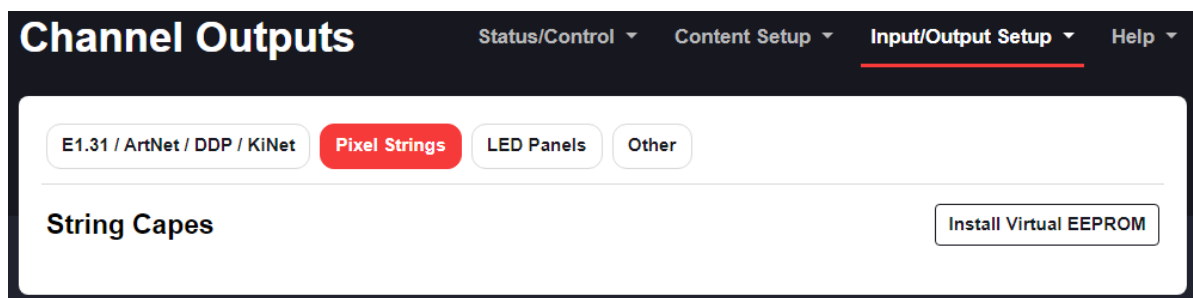 Channel Outputs Status/Control Content Setup Input/Output Setup Help
E1.31 / ArtNet / DDP / KiNet Pixel Strings LED Panels Other
String Capes Install Virtual EEPROM